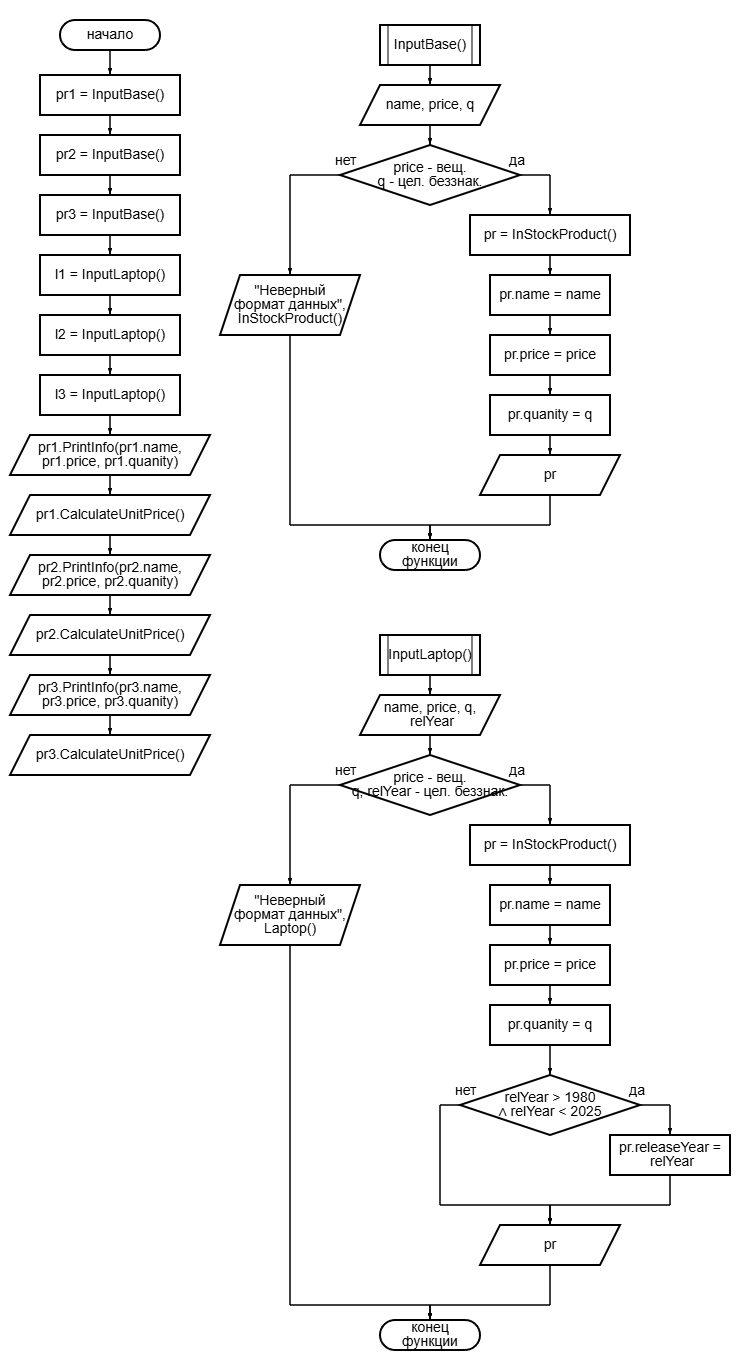 начало
pr1 = InputBase()
pr2 = InputBase()
pr3 = InputBase()
l1 = InputLaptop()
l2 = InputLaptop()
l3 = InputLaptop()
pr1.PrintInfo(pr1.name,
pr1.price, pr1.quanity)
pr1.CalculateUnitPrice()
pr2.PrintInfo(pr2.name,
pr2.price, pr2.quanity)
pr2.CalculateUnitPrice()
pr3.PrintInfo(pr3.name,
pr3.price, pr3.quanity)
pr3.CalculateUnitPrice()
InputBase()
name, price, q
нет
да
price - вещ.
q - цел. беззнак.
"Неверный
формат данных",
InStockProduct()
pr = InStockProduct()
pr.name = name
pr.price = price
pr.quanity = q
pr
конец
функции
InputLaptop()
name, price, q,
relYear
нет
да
price - вещ.
q, relYear - цел. беззнак.
"Неверный
формат данных",
Laptop()
pr = InStockProduct()
pr.name = name
pr.price = price
pr.quanity = q
нет
да
relYear > 1980
∧ relYear < 2025
pr.releaseYear =
relYear
pr
конец
функции